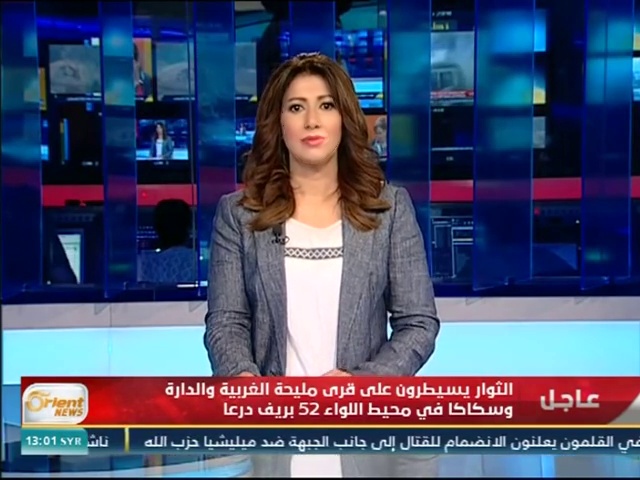 الثوار يسيطرون على قرى مليحة الغربية والدارة
وسكاكا في محيط اللواء 52 بريف درعا
عاجل
Orient
NEWS
13:01 SYR
في القلمون يعلنون الانضمام للقتال إلى جانب الجبهة ضد ميليشيا حزب الله